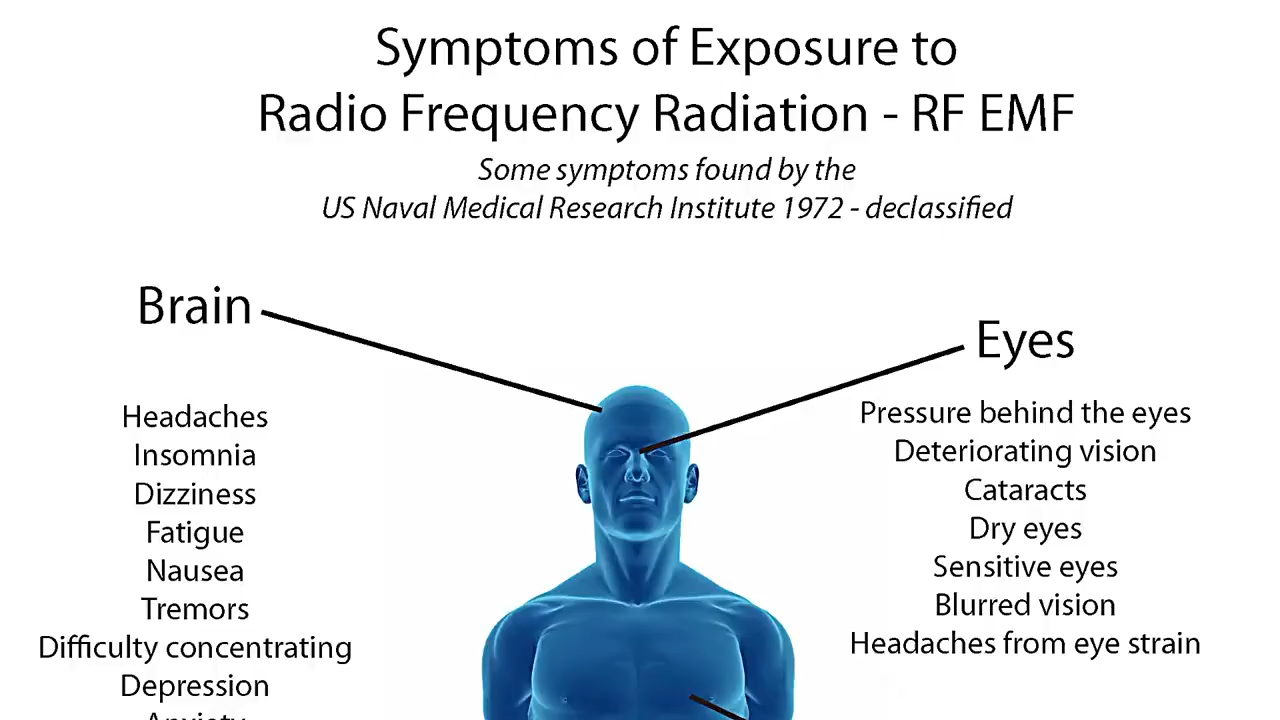 Symptoms of Exposure to
Radio Frequency Radiation - RF EMF
Some symptoms found by the
US Naval Medical Research Institute 1972 - declassified
Brain
Headaches
Insomnia
Dizziness
Fatigue
Nausea
Tremors
Difficulty concentrating
Depression
Anxiety
Eyes
Pressure behind the eyes
Deteriorating vision
Cataracts
Dry eyes
Sensitive eyes
Blurred vision
Headaches from eye strain